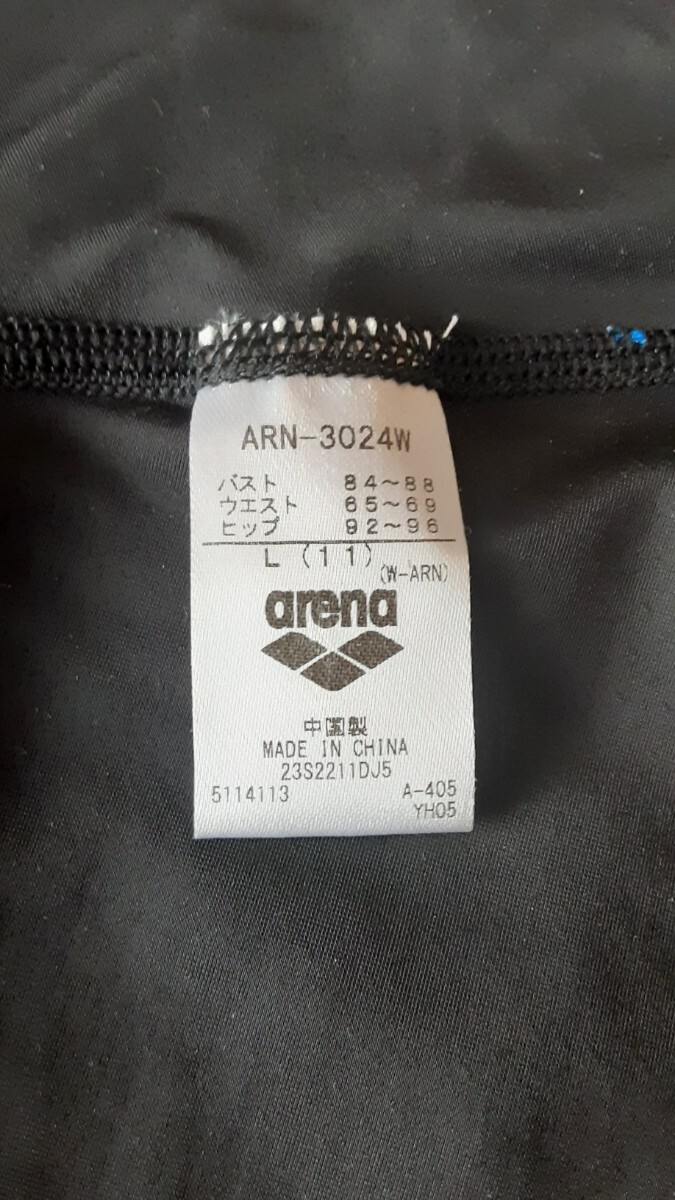 ARN-3024W
バスト 84~88
ウエスト 65~69
ヒップ 92~96
L (11)
(W-ARN)
arena
中国製
MADE IN CHINA
23S2211DJ5
5114113 A-405
YH05